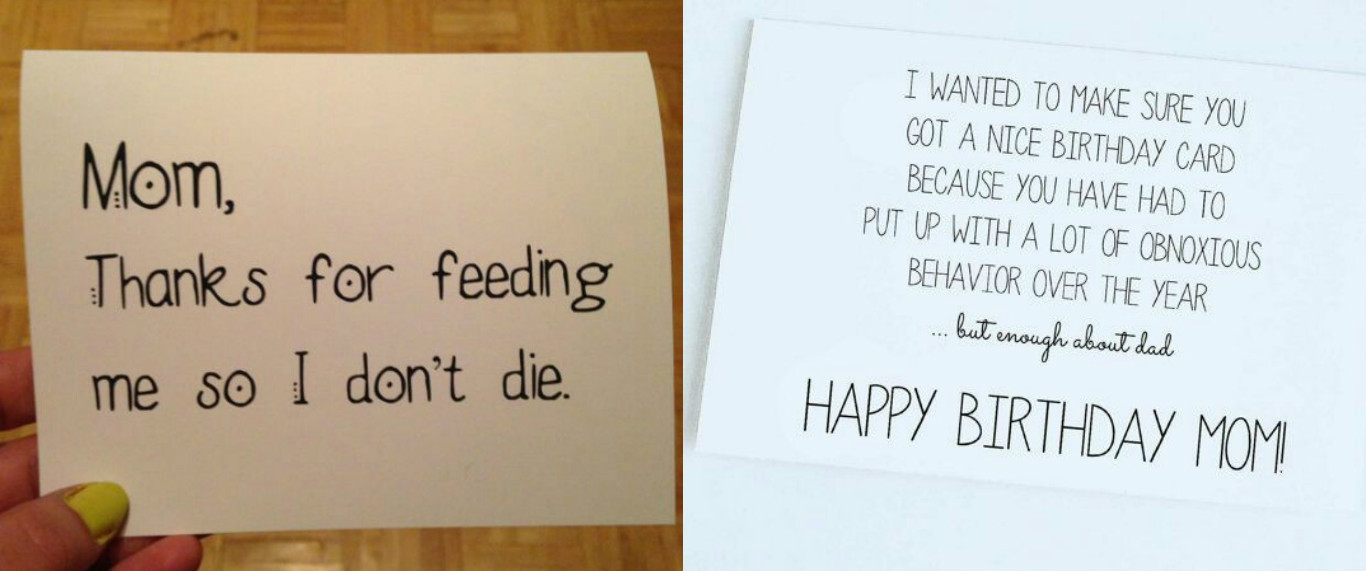 Mom,
Thanks for feeding
me so I don't die.
I WANTED TO MAKE SURE YOU
GOT A NICE BIRTHDAY CARD
BECAUSE YOU HAVE HAD TO
PUT UP WITH A LOT OF OBNOXIOUS
BEHAVIOR OVER THE YEAR
... but enough about dad
HAPPY BIRTHDAY MOM!